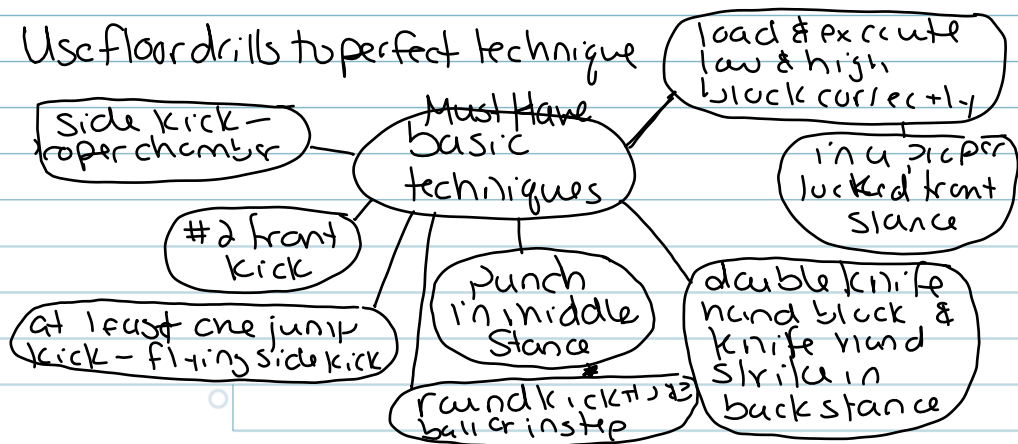 Use floor drills to perfect technique
load & execute
low & high
block correctly
in a proper
locked front
stance
Must Have
basic
techniques
side kick -
proper chamber
#2 front
kick
at least one jump
kick - flying side kick
punch
in middle
stance
round kick
ball or instep
double knife
hand block &
knife hand
strike in
back stance